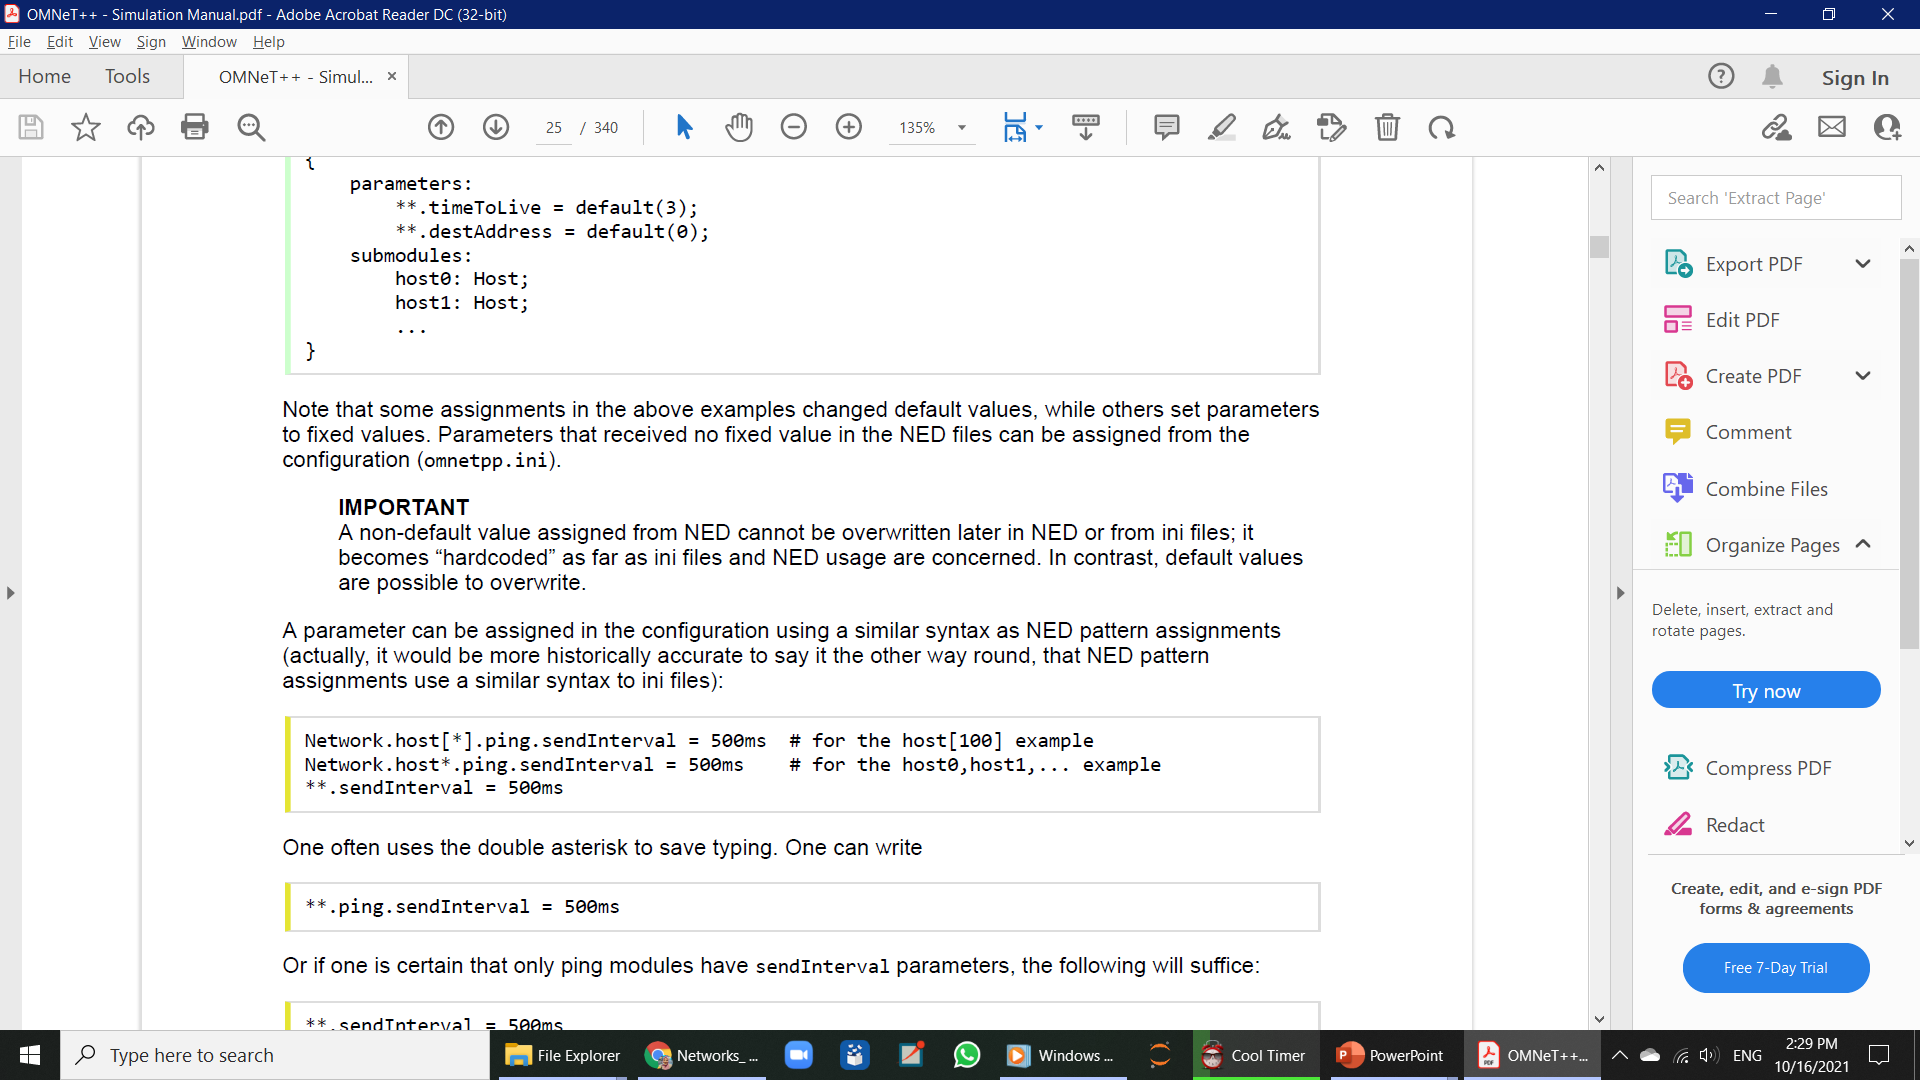 OMNeT++ - Simulation Manual.pdf - Adobe Acrobat Reader DC (32-bit)
File Edit View Sign Window Help
Home Tools OMNeT++ - Simul... × Sign In
25 / 340 135%
{
parameters:
**.timeToLive = default(3);
**.destAddress = default(0);
submodules:
host0: Host;
host1: Host;
...
}
Note that some assignments in the above examples changed default values, while others set parameters
to fixed values. Parameters that received no fixed value in the NED files can be assigned from the
configuration (omnetpp.ini).
IMPORTANT
A non-default value assigned from NED cannot be overwritten later in NED or from ini files; it
becomes “hardcoded” as far as ini files and NED usage are concerned. In contrast, default values
are possible to overwrite.
A parameter can be assigned in the configuration using a similar syntax as NED pattern assignments
(actually, it would be more historically accurate to say it the other way round, that NED pattern
assignments use a similar syntax to ini files):
Network.host[*].ping.sendInterval = 500ms # for the host[100] example
Network.host*.ping.sendInterval = 500ms # for the host0,host1,... example
**.sendInterval = 500ms
One often uses the double asterisk to save typing. One can write
**.ping.sendInterval = 500ms
Or if one is certain that only ping modules have sendInterval parameters, the following will suffice:
**.sendInterval = 500ms
Search 'Extract Page'
Export PDF
Edit PDF
Create PDF
Comment
Combine Files
Organize Pages
Delete, insert, extract and
rotate pages.
Try now
Compress PDF
Redact
Create, edit, and e-sign PDF
forms & agreements
Free 7-Day Trial
Type here to search
File Explorer
Networks_ ...
Windows ...
Cool Timer
PowerPoint
OMNeT++...
ENG
2:29 PM
10/16/2021